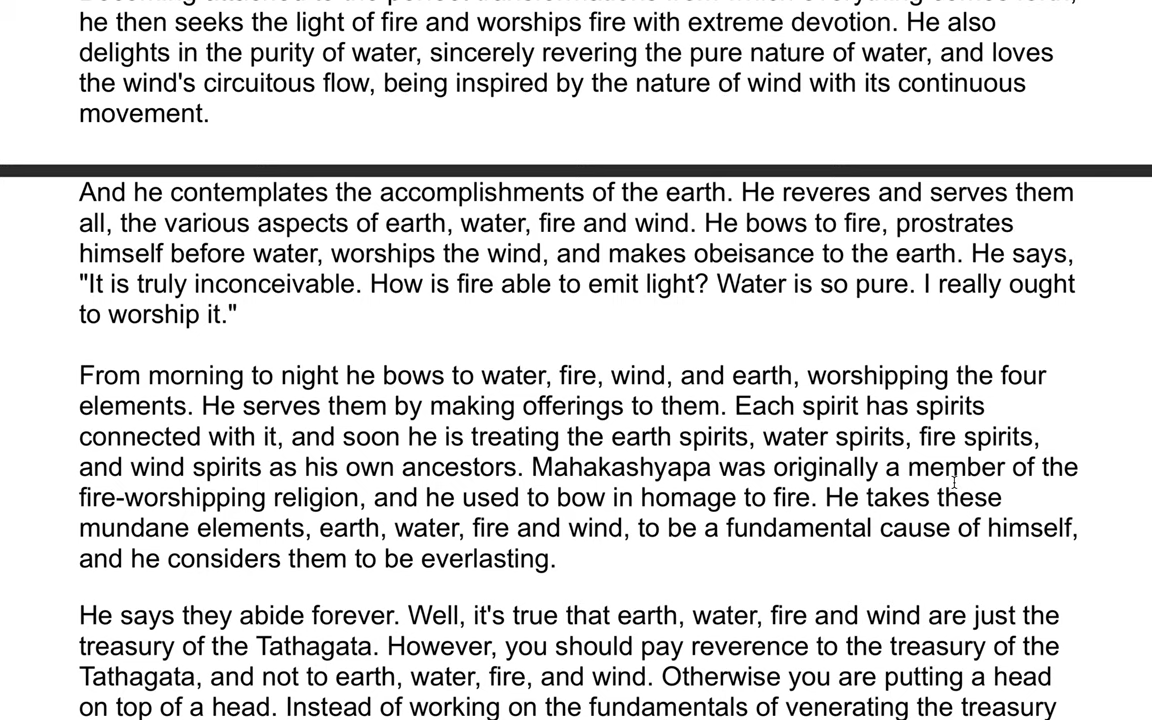 he then seeks the light of fire and worships fire with extreme devotion. He also
delights in the purity of water, sincerely revering the pure nature of water, and loves
the wind's circuitous flow, being inspired by the nature of wind with its continuous
movement.
And he contemplates the accomplishments of the earth. He reveres and serves them
all, the various aspects of earth, water, fire and wind. He bows to fire, prostrates
himself before water, worships the wind, and makes obeisance to the earth. He says,
"It is truly inconceivable. How is fire able to emit light? Water is so pure. I really ought
to worship it."
From morning to night he bows to water, fire, wind, and earth, worshipping the four
elements. He serves them by making offerings to them. Each spirit has spirits
connected with it, and soon he is treating the earth spirits, water spirits, fire spirits,
and wind spirits as his own ancestors. Mahakashyapa was originally a member of the
fire-worshipping religion, and he used to bow in homage to fire. He takes these
mundane elements, earth, water, fire and wind, to be a fundamental cause of himself,
and he considers them to be everlasting.
He says they abide forever. Well, it's true that earth, water, fire and wind are just the
treasury of the Tathagata. However, you should pay reverence to the treasury of the
Tathagata, and not to earth, water, fire, and wind. Otherwise you are putting a head
on top of a head. Instead of working on the fundamentals of venerating the treasury